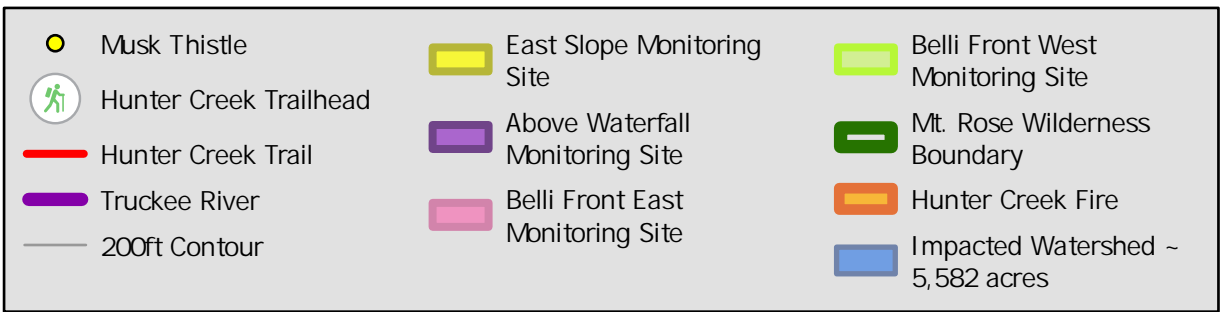 Musk Thistle
Hunter Creek Trailhead
Hunter Creek Trail
Truckee River
200ft Contour
East Slope Monitoring
Site
Above Waterfall
Monitoring Site
Belli Front East
Monitoring Site
Belli Front West
Monitoring Site
Mt. Rose Wilderness
Boundary
Hunter Creek Fire
Impacted Watershed ~
5,582 acres